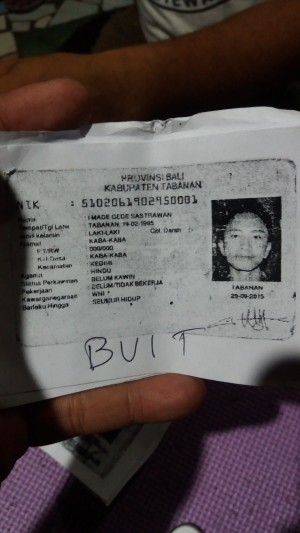 PROVINSI BALI
KABUPATEN TABANAN
NIK : 5102061902950001
Nama : I MADE GEDE SASTRAWAN
Tempat/Tgl Lahir : TABANAN, 19-02-1995
Jenis kelamin : LAKI-LAKI Gol. Darah
Alamat : KABA-KABA
RT/RW : 000/000
Kel/Desa : KABA-KABA
Kecamatan : KEDIRI
Agama : HINDU
Status Perkawinan : BELUM KAWIN
Pekerjaan : BELUM/TIDAK BEKERJA
Kewarganegaraan : WNI
Berlaku Hingga : SEUMUR HIDUP
TABANAN
29-09-2015